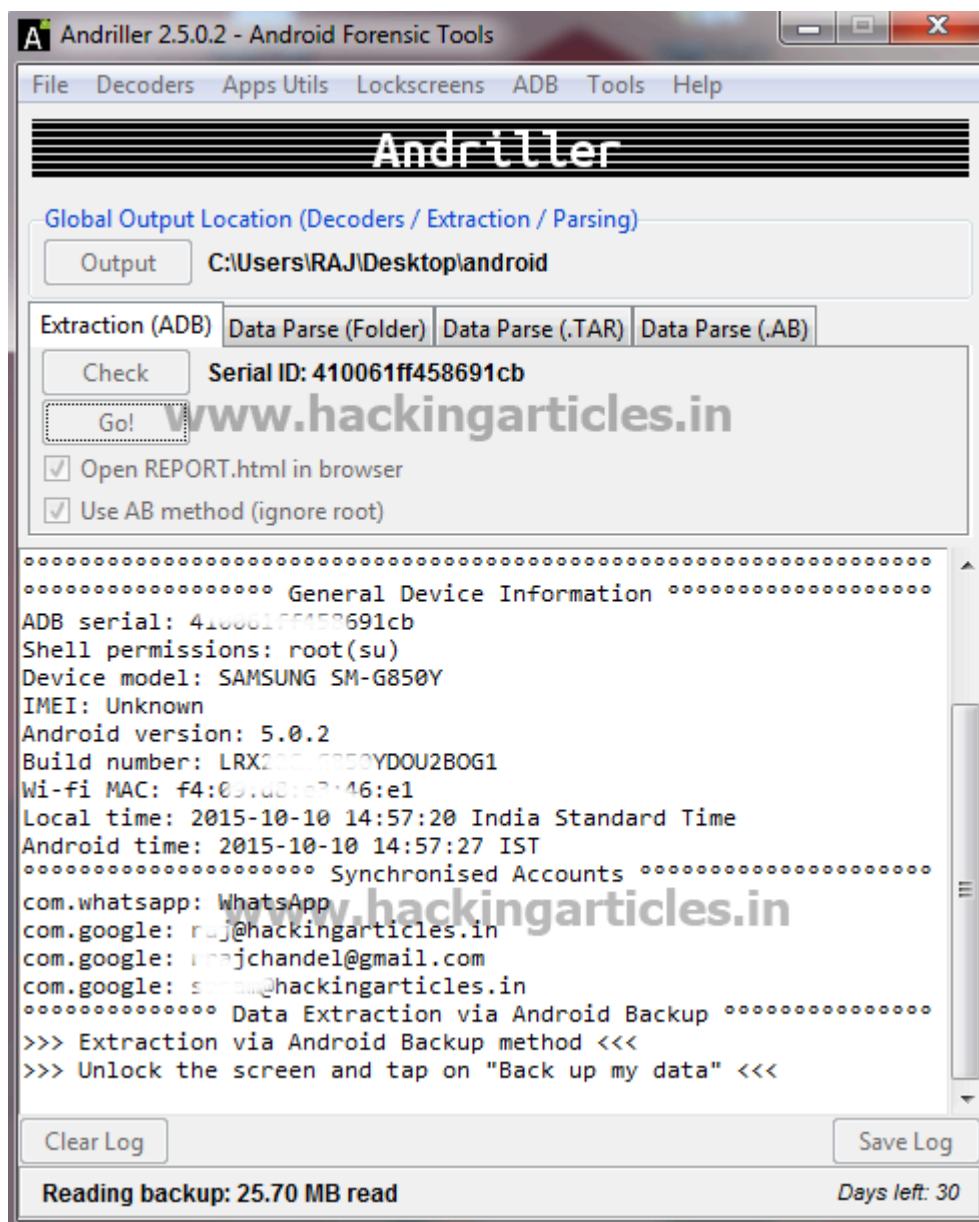 Andriller 2.5.0.2 - Android Forensic Tools
File Decoders Apps Utils Lockscreens ADB Tools Help
Andriller
Global Output Location (Decoders / Extraction / Parsing)
Output C:\Users\RAJ\Desktop\android
Extraction (ADB) Data Parse (Folder) Data Parse (.TAR) Data Parse (.AB)
Check Serial ID: 410061ff458691cb
Go!
www.hackingarticles.in
Open REPORT.html in browser
Use AB method (ignore root)
General Device Information
ADB serial:
Shell permissions: root(su)
Device model: SAMSUNG SM-G850Y
IMEI: Unknown
Android version: 5.0.2
Build number:
Wi-fi MAC:
Local time: 2015-10-10 14:57:20 India Standard Time
Android time: 2015-10-10 14:57:27 IST
Synchronised Accounts
com.whatsapp: WhatsApp
www.hackingarticles.in
com.google:
com.google:
com.google:
Data Extraction via Android Backup
>>> Extraction via Android Backup method <<<
>>> Unlock the screen and tap on "Back up my data" <<<
Clear Log Save Log
Reading backup: 25.70 MB read Days left: 30